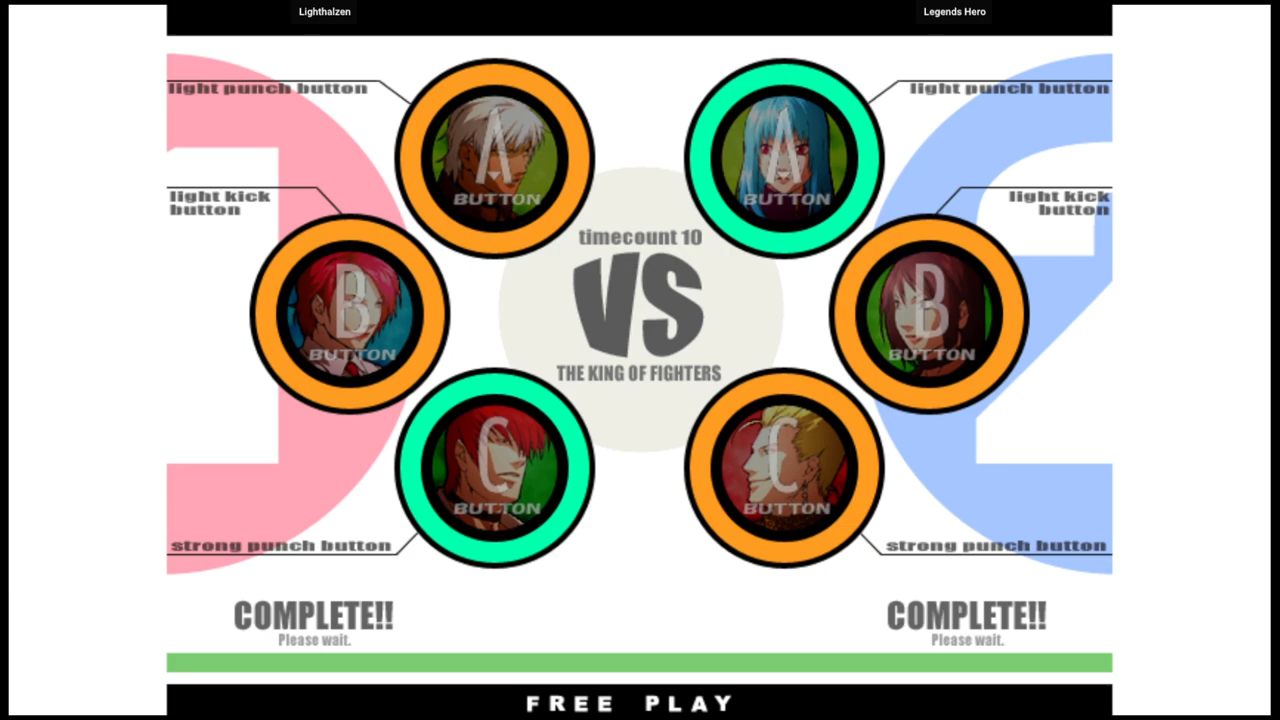 Lighthalzen
Legends Hero
light punch button
light punch button
A
BUTTON
A
BUTTON
light kick
button
light kick
button
timecount 10
VS
THE KING OF FIGHTERS
B
BUTTON
B
BUTTON
C
BUTTON
C
BUTTON
strong punch button
strong punch button
COMPLETE!!
Please wait.
COMPLETE!!
Please wait.
FREE PLAY
1
2